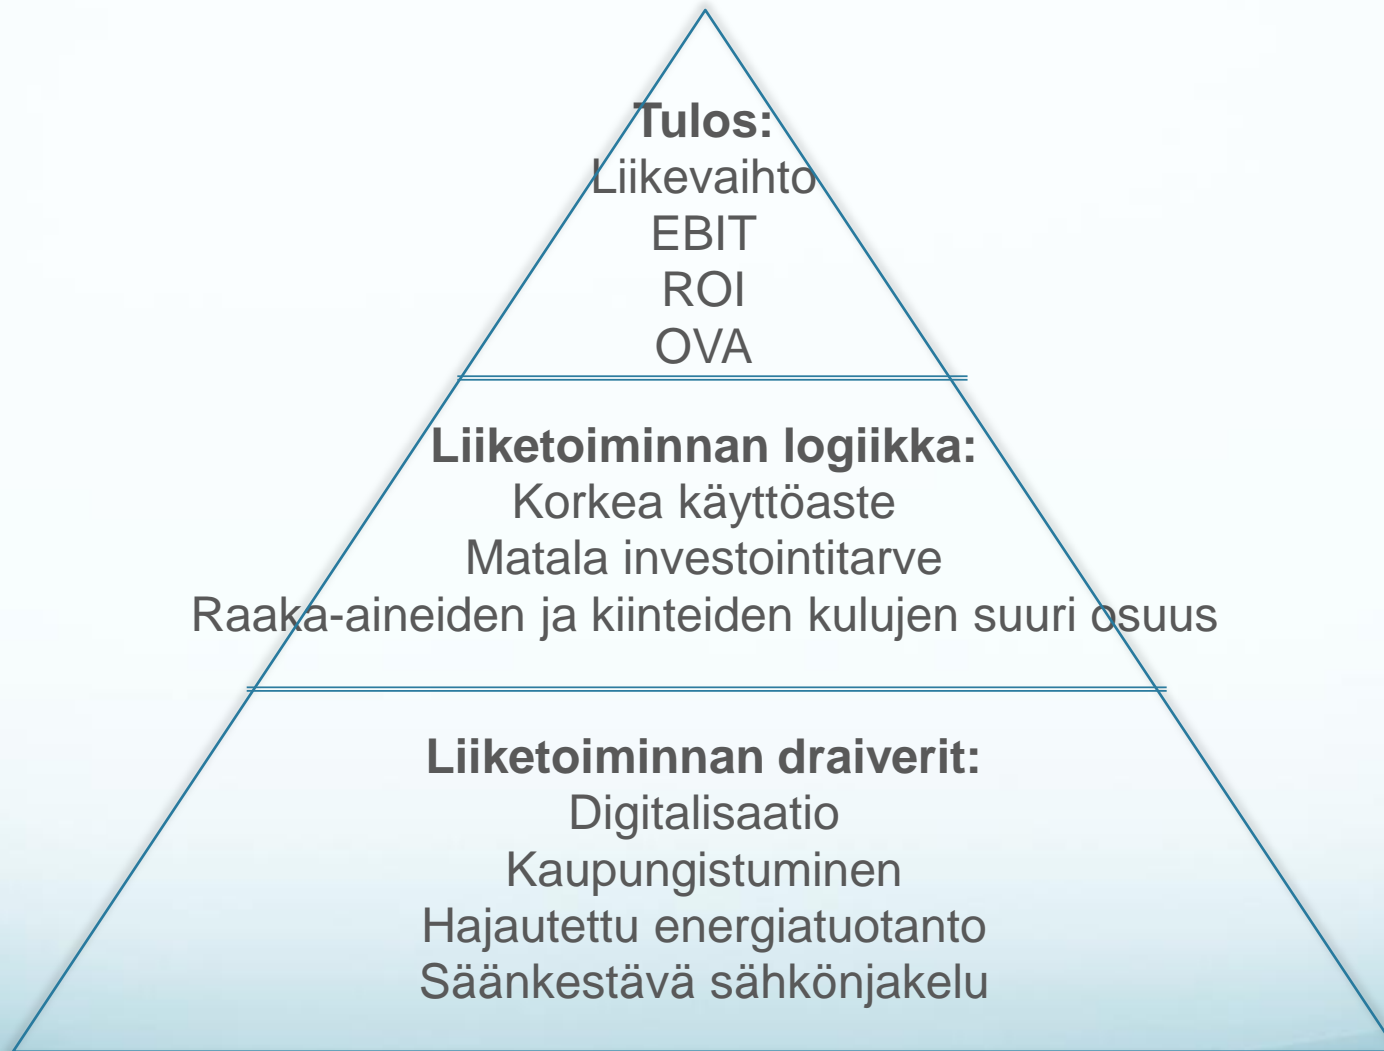 Tulos:
Liikevaihto
EBIT
ROI
OVA
Liiketoiminnan logiikka:
Korkea käyttöaste
Matala investointitarve
Raaka-aineiden ja kiinteiden kulujen suuri osuus
Liiketoiminnan draiverit:
Digitalisaatio
Kaupungistuminen
Hajautettu energiatuotanto
Säänkestävä sähkönjakelu